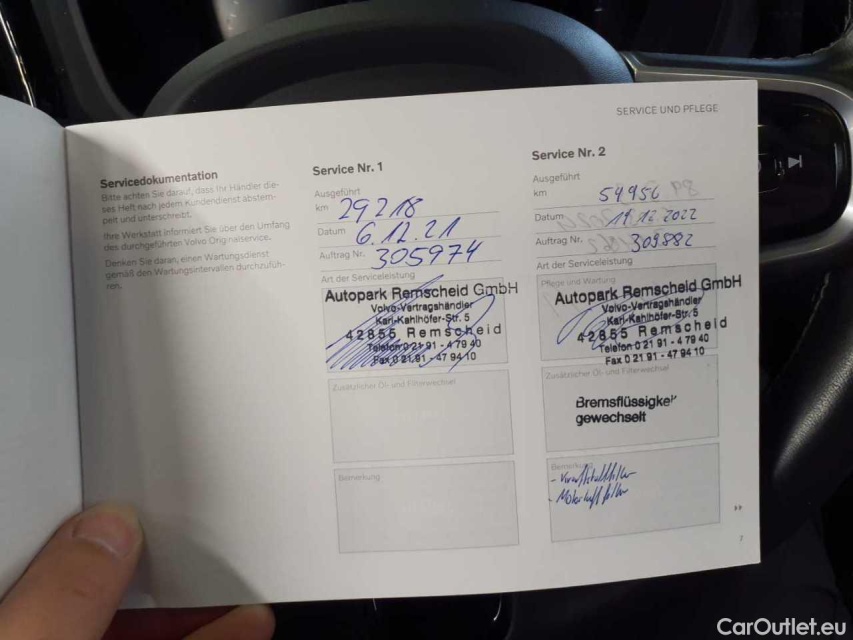 SERVICE UND PFLEGE
Servicedokumentation
Bitte achten Sie darauf, dass Ihr Händler die-
ses Heft nach jedem Kundendienst abstem-
pelt und unterschreibt.
Ihre Werkstatt informiert Sie über den Umfang
des durchgeführten Volvo Originalservice.
Denken Sie daran, einen Wartungsdienst
gemäß den Wartungsintervallen durchzufüh-
ren.
Service Nr. 1
Ausgeführt
km 29218
Datum 6.12.21
Auftrag Nr. 305974
Art der Serviceleistung
Autopark Remscheid GmbH
Volvo-Vertragshändler
Karl-Kahlhöfer-Str. 5
42855 Remscheid
Telefon 0 21 91 - 4 79 40
Fax 0 21 91 - 47 94 10
Zusätzlicher Öl- und Filterwechsel
Bemerkung
Service Nr. 2
Ausgeführt
km 54956
Datum 19.12.2022
Auftrag Nr. 309882
Art der Serviceleistung
Pflege und Wartung
Autopark Remscheid GmbH
Volvo-Vertragshändler
Karl-Kahlhöfer-Str. 5
42855 Remscheid
Telefon 0 21 91 - 4 79 40
Fax 0 21 91 - 47 94 10
Zusätzlicher Öl- und Filterwechsel
Bremsflüssigkeit
gewechselt
Bemerkung
- Kraftstofffilter
- Motorluftfilter
7
CarOutlet.eu